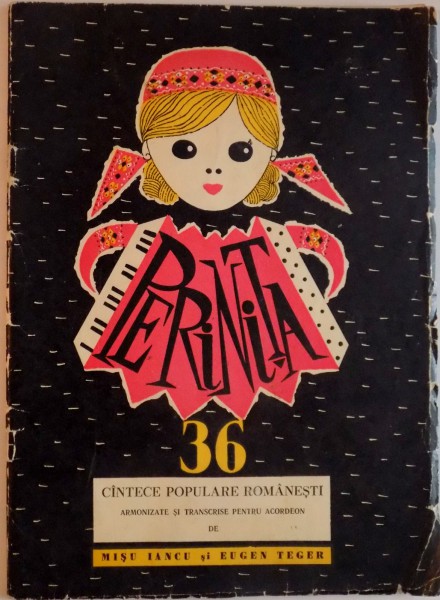 PERINIȚA
36
CÎNTECE POPULARE ROMÂNEȘTI
ARMONIZATE ȘI TRANSCRISE PENTRU ACORDEON
DE
MIȘU IANCU și EUGEN TEGER